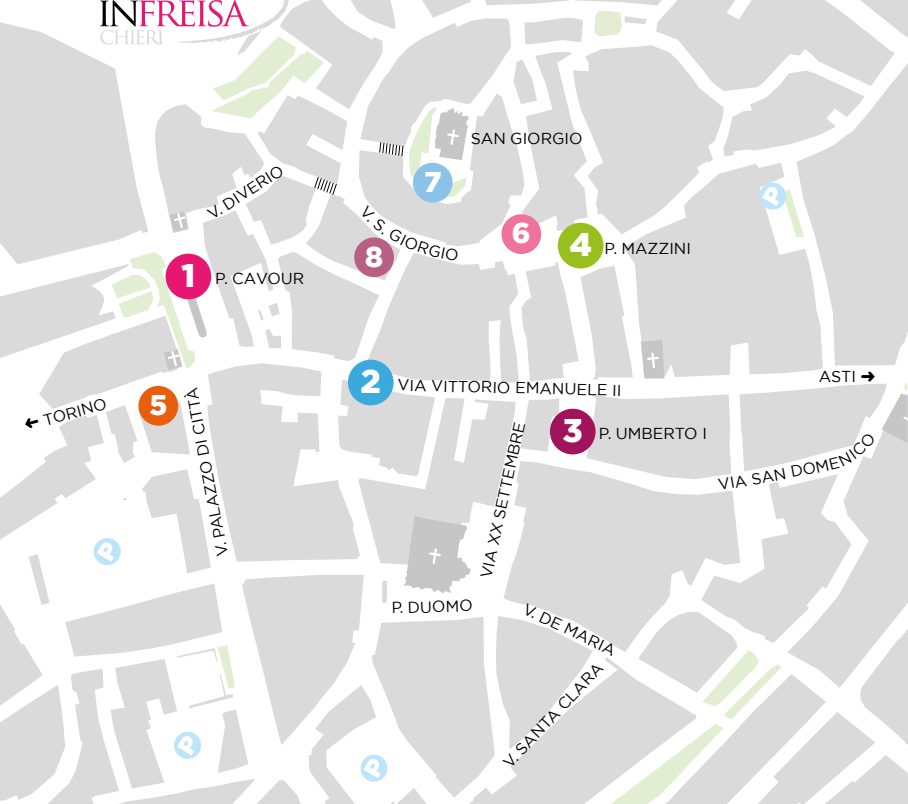 INFREISA
CHIERI
SAN GIORGIO
7
V. DIVERIO
P
V. S. GIORGIO
6
4
P. MAZZINI
8
1
P. CAVOUR
2
VIA VITTORIO EMANUELE II
ASTI →
5
← TORINO
3
P. UMBERTO I
V. PALAZZO DI CITTÀ
VIA XX SETTEMBRE
VIA SAN DOMENICO
P
P. DUOMO
V. DE MARIA
V. SANTA CLARA
P
P